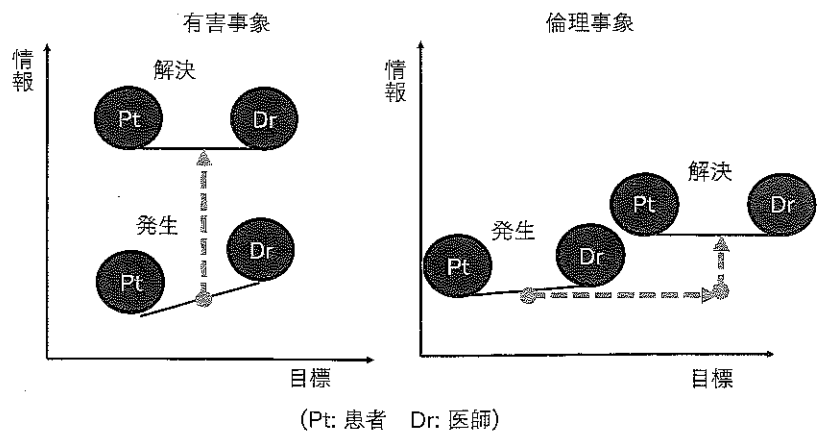 有害事象
情報
解決
Pt
Dr
発生
Pt
Dr
目標
倫理事象
情報
解決
Pt
Dr
発生
Pt
Dr
目標
(Pt: 患者 Dr: 医師)